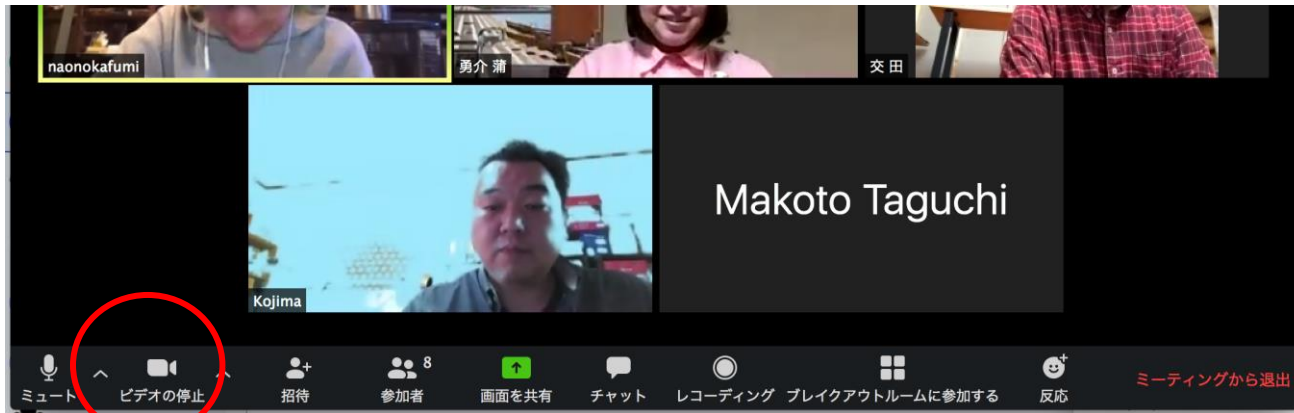 naonokafumi
勇介 蒲
交 田
Makoto Taguchi
Kojima
8
ミュート
ビデオの停止
招待
参加者
画面を共有
チャット
レコーディング
ブレイクアウトルームに参加する
反応
ミーティングから退出